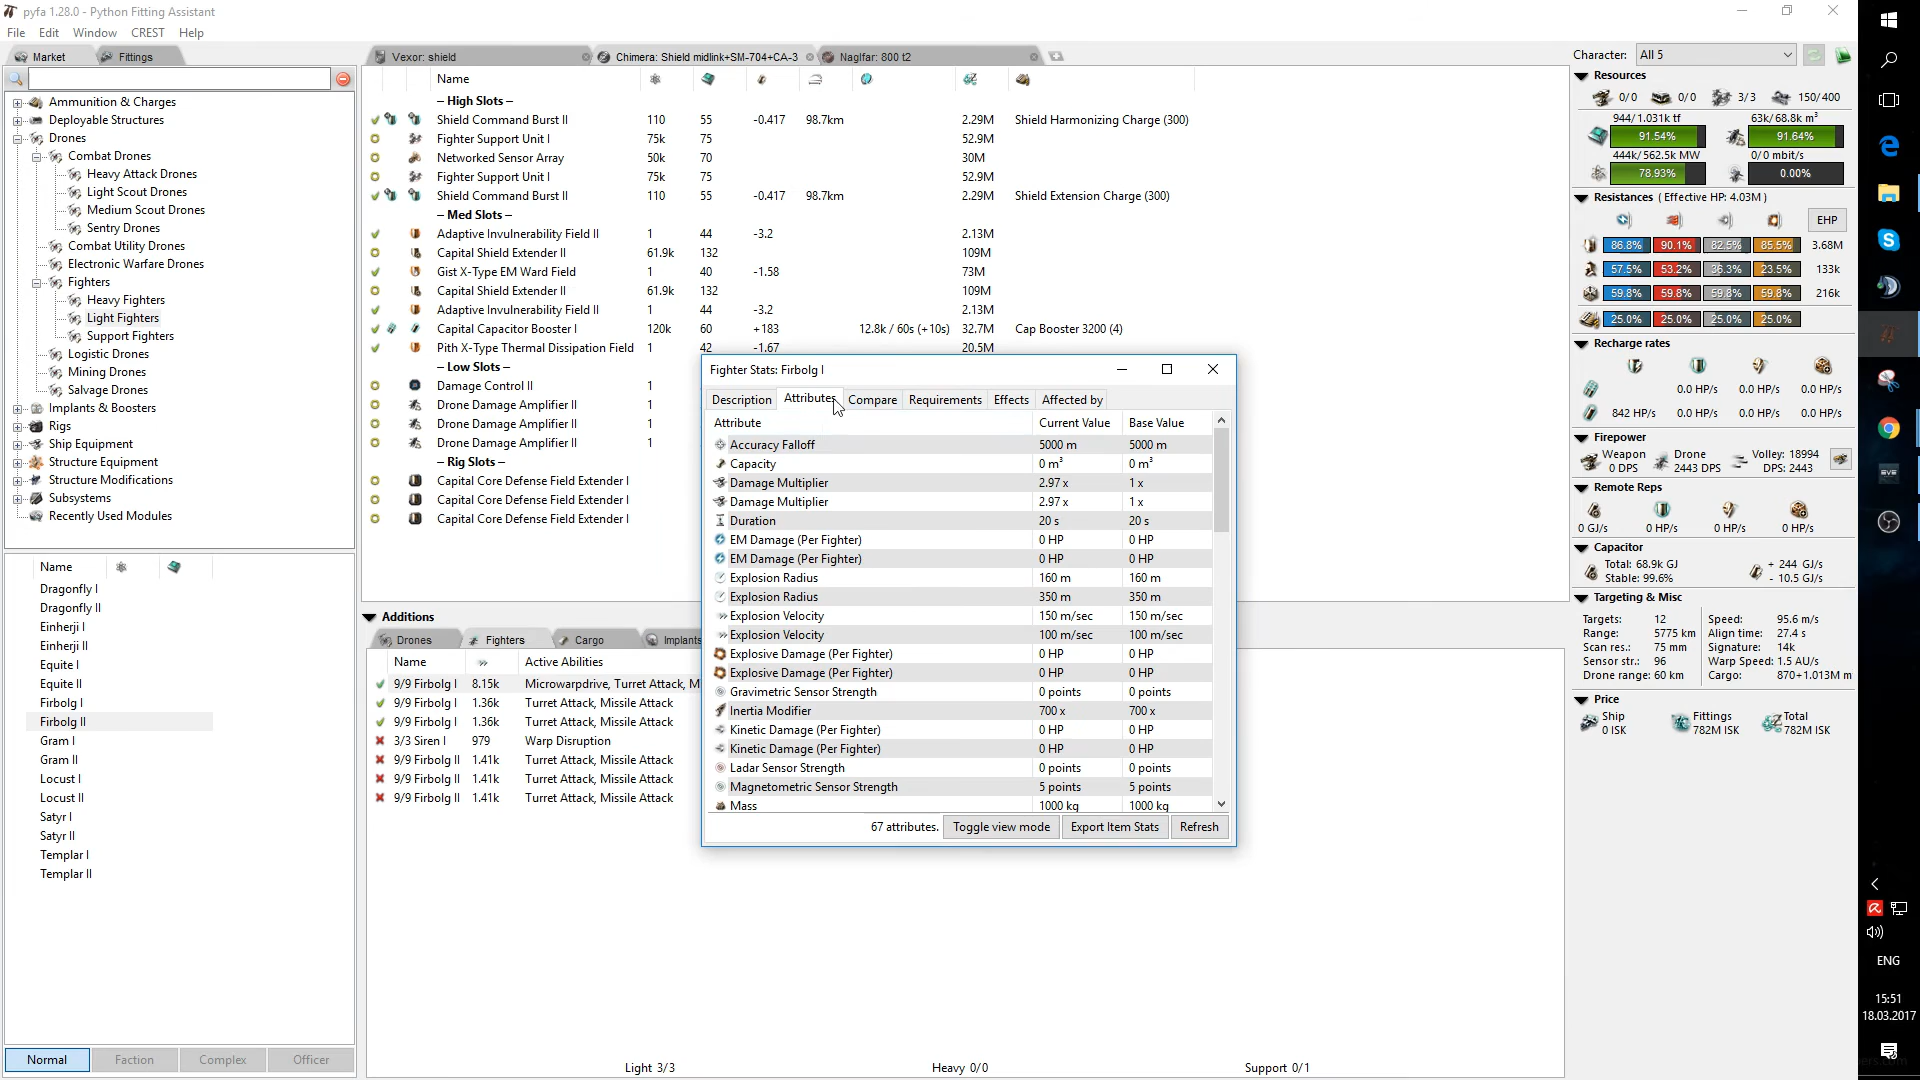 pyfa 1.28.0 - Python Fitting Assistant
File Edit Window CREST Help
Market Fittings
Ammunition & Charges
Deployable Structures
Drones
Combat Drones
Heavy Attack Drones
Light Scout Drones
Medium Scout Drones
Sentry Drones
Combat Utility Drones
Electronic Warfare Drones
Fighters
Heavy Fighters
Light Fighters
Support Fighters
Logistic Drones
Mining Drones
Salvage Drones
Implants & Boosters
Rigs
Ship Equipment
Structure Equipment
Structure Modifications
Subsystems
Recently Used Modules
Name
Dragonfly I
Dragonfly II
Einherji I
Einherji II
Equite I
Equite II
Firbolg I
Firbolg II
Gram I
Gram II
Locust I
Locust II
Satyr I
Satyr II
Templar I
Templar II
Normal Faction Complex Officer
Vexor: shield Chimera: Shield midlink+SM-704+CA-3 Naglfar: 800 t2
Name
– High Slots –
Shield Command Burst II 110 55 -0.417 98.7km 2.29M Shield Harmonizing Charge (300)
Fighter Support Unit I 75k 75 52.9M
Networked Sensor Array 50k 70 30M
Fighter Support Unit I 75k 75 52.9M
Shield Command Burst II 110 55 -0.417 98.7km 2.29M Shield Extension Charge (300)
– Med Slots –
Adaptive Invulnerability Field II 1 44 -3.2 2.13M
Capital Shield Extender II 61.9k 132 109M
Gist X-Type EM Ward Field 1 40 -1.58 73M
Capital Shield Extender II 61.9k 132 109M
Adaptive Invulnerability Field II 1 44 -3.2 2.13M
Capital Capacitor Booster I 120k 60 +183 12.8k / 60s (+10s) 32.7M Cap Booster 3200 (4)
Pith X-Type Thermal Dissipation Field 1 42 -1.67 20.5M
– Low Slots –
Damage Control II 1
Drone Damage Amplifier II 1
Drone Damage Amplifier II 1
Drone Damage Amplifier II 1
– Rig Slots –
Capital Core Defense Field Extender I
Capital Core Defense Field Extender I
Capital Core Defense Field Extender I
Additions
Drones Fighters Cargo Implants
Name Active Abilities
9/9 Firbolg I 8.15k Microwarpdrive, Turret Attack, M
9/9 Firbolg I 1.36k Turret Attack, Missile Attack
9/9 Firbolg I 1.36k Turret Attack, Missile Attack
3/3 Siren I 979 Warp Disruption
9/9 Firbolg II 1.41k Turret Attack, Missile Attack
9/9 Firbolg II 1.41k Turret Attack, Missile Attack
9/9 Firbolg II 1.41k Turret Attack, Missile Attack
Light 3/3 Heavy 0/0 Support 0/1
Fighter Stats: Firbolg I
Description Attributes Compare Requirements Effects Affected by
Attribute Current Value Base Value
Accuracy Falloff 5000 m 5000 m
Capacity 0 m³ 0 m³
Damage Multiplier 2.97 x 1 x
Damage Multiplier 2.97 x 1 x
Duration 20 s 20 s
EM Damage (Per Fighter) 0 HP 0 HP
EM Damage (Per Fighter) 0 HP 0 HP
Explosion Radius 160 m 160 m
Explosion Radius 350 m 350 m
Explosion Velocity 150 m/sec 150 m/sec
Explosion Velocity 100 m/sec 100 m/sec
Explosive Damage (Per Fighter) 0 HP 0 HP
Explosive Damage (Per Fighter) 0 HP 0 HP
Gravimetric Sensor Strength 0 points 0 points
Inertia Modifier 700 x 700 x
Kinetic Damage (Per Fighter) 0 HP 0 HP
Kinetic Damage (Per Fighter) 0 HP 0 HP
Ladar Sensor Strength 0 points 0 points
Magnetometric Sensor Strength 5 points 5 points
Mass 1000 kg 1000 kg
67 attributes. Toggle view mode Export Item Stats Refresh
Character: All 5
Resources
0/0 0/0 3/3 150/400
944/1.031k tf 63k/68.8k m³
91.54% 91.64%
444k/562.5k MW 0/0 mbit/s
78.93% 0.00%
Resistances (Effective HP: 4.03M)
EHP
86.8% 90.1% 82.5% 85.5% 3.68M
57.5% 53.2% 36.3% 23.5% 133k
59.8% 59.8% 59.8% 59.8% 216k
25.0% 25.0% 25.0% 25.0%
Recharge rates
0.0 HP/s 0.0 HP/s 0.0 HP/s
842 HP/s 0.0 HP/s 0.0 HP/s 0.0 HP/s
Firepower
Weapon Drone Volley: 18994
0 DPS 2443 DPS DPS: 2443
Remote Reps
0 GJ/s 0 HP/s 0 HP/s 0 HP/s
Capacitor
Total: 68.9k GJ + 244 GJ/s
Stable: 99.6% - 10.5 GJ/s
Targeting & Misc
Targets: 12 Speed: 95.6 m/s
Range: 5775 km Align time: 27.4 s
Scan res.: 75 mm Signature: 14k
Sensor str.: 96 Warp Speed: 1.5 AU/s
Drone range: 60 km Cargo: 870+1.013M m
Price
Ship Fittings Total
0 ISK 782M ISK 782M ISK
EVE
ENG
15:51
18.03.2017